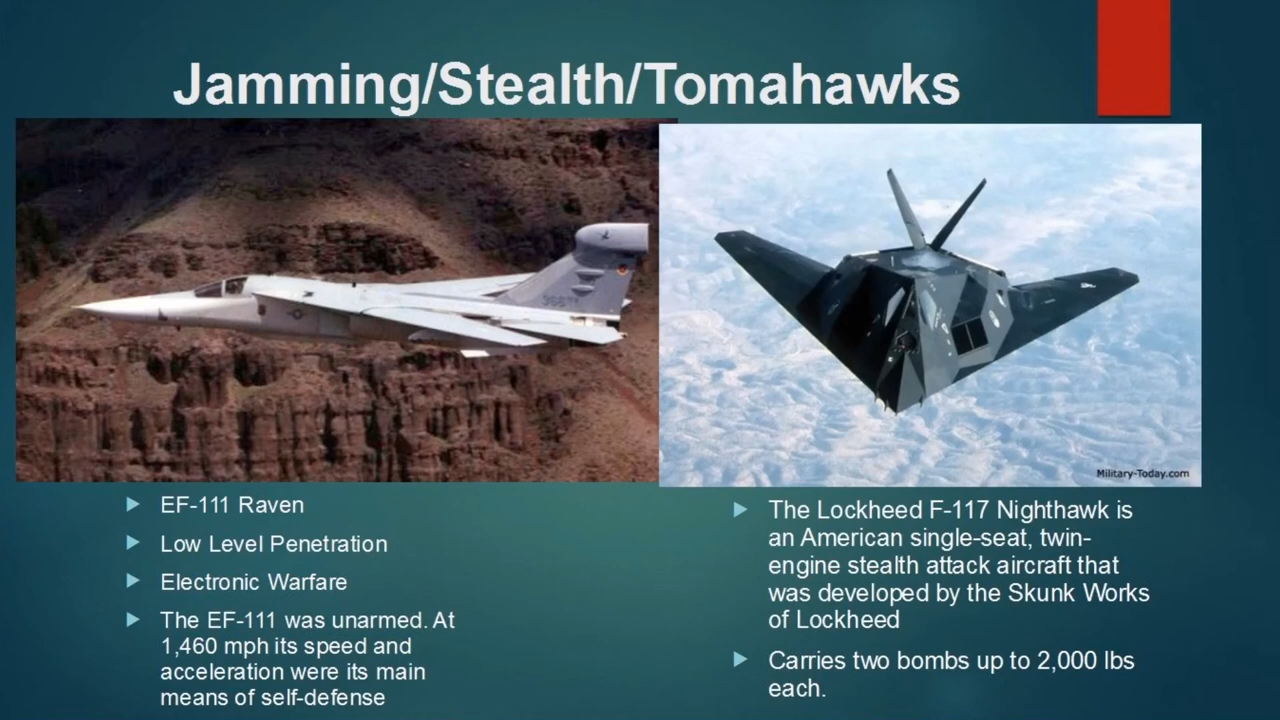 Jamming/Stealth/Tomahawks
Military-Today.com
EF-111 Raven
Low Level Penetration
Electronic Warfare
The EF-111 was unarmed. At
1,460 mph its speed and
acceleration were its main
means of self-defense
The Lockheed F-117 Nighthawk is
an American single-seat, twin-
engine stealth attack aircraft that
was developed by the Skunk Works
of Lockheed
Carries two bombs up to 2,000 lbs
each.